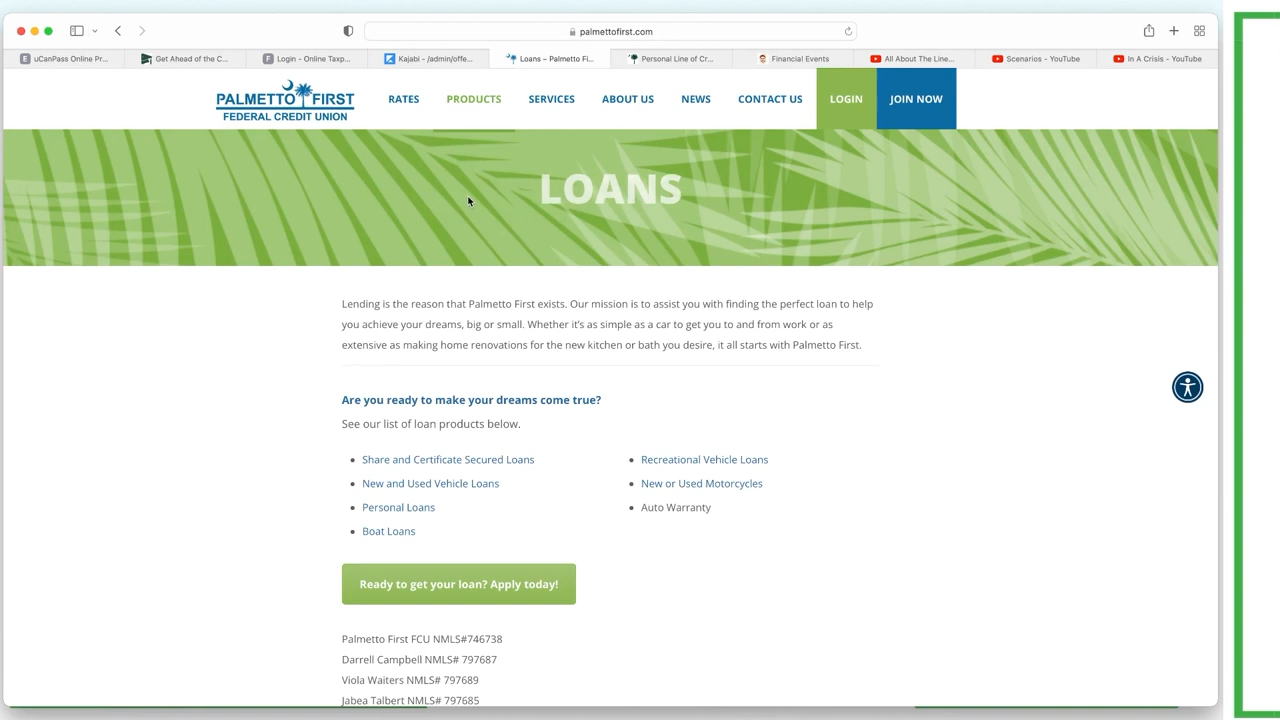 palmettofirst.com
uCanPass Online Pr...
Get Ahead of the C...
Login - Online Taxp...
Kajabi - /admin/offe...
Loans – Palmetto Fi...
Personal Line of Cr...
Financial Events
All About The Line...
Scenarios - YouTube
In A Crisis - YouTube
PALMETTO FIRST
FEDERAL CREDIT UNION
RATES
PRODUCTS
SERVICES
ABOUT US
NEWS
CONTACT US
LOGIN
JOIN NOW
LOANS
Lending is the reason that Palmetto First exists. Our mission is to assist you with finding the perfect loan to help
you achieve your dreams, big or small. Whether it's as simple as a car to get you to and from work or as
extensive as making home renovations for the new kitchen or bath you desire, it all starts with Palmetto First.
Are you ready to make your dreams come true?
See our list of loan products below.
Share and Certificate Secured Loans
New and Used Vehicle Loans
Personal Loans
Boat Loans
Recreational Vehicle Loans
New or Used Motorcycles
Auto Warranty
Ready to get your loan? Apply today!
Palmetto First FCU NMLS#746738
Darrell Campbell NMLS# 797687
Viola Waiters NMLS# 797689
Jabea Talbert NMLS# 797685